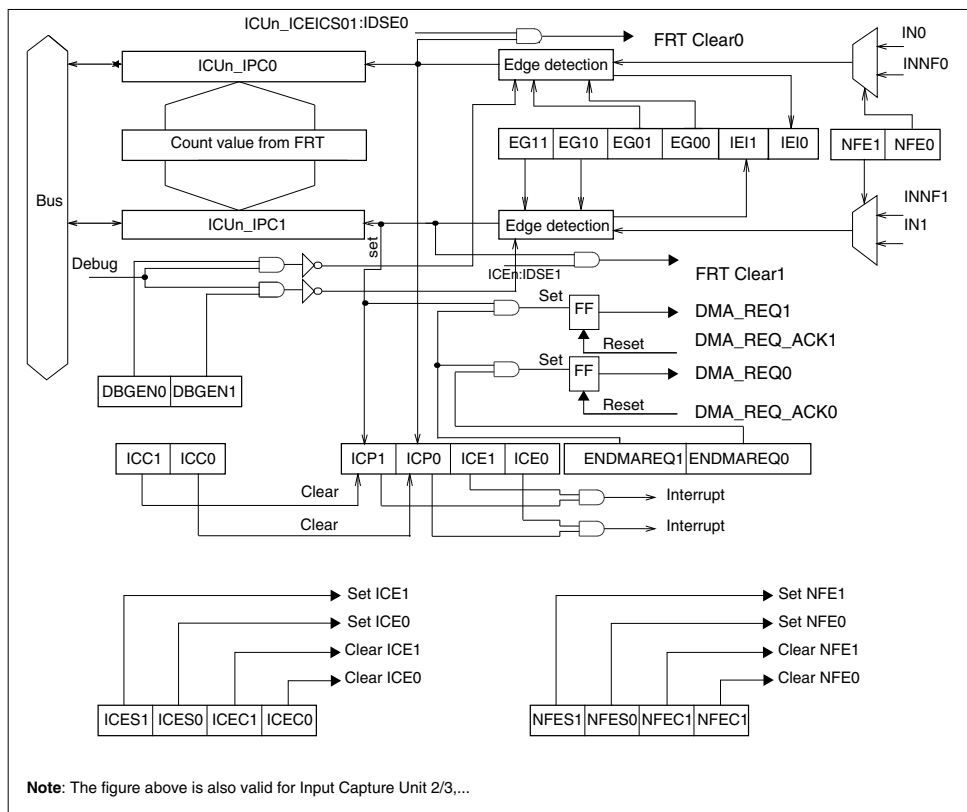 ICUn_ICEICS01:IDSE0
FRT Clear0
IN0
INNF0
ICUn_IPC0
Edge detection
Count value from FRT
EG11 EG10 EG01 EG00 IEI1 IEI0
NFE1 NFE0
Bus
ICUn_IPC1
Edge detection
INNF1
IN1
set
Debug
ICEn:IDSE1
FRT Clear1
Set
FF
DMA_REQ1
Reset
DMA_REQ_ACK1
Set
FF
DMA_REQ0
Reset
DMA_REQ_ACK0
DBGEN0 DBGEN1
ICC1 ICC0
ICP1 ICP0 ICE1 ICE0
ENDMAREQ1 ENDMAREQ0
Clear
Interrupt
Clear
Interrupt
Set ICE1
Set ICE0
Clear ICE1
Clear ICE0
ICES1 ICES0 ICEC1 ICEC0
Set NFE1
Set NFE0
Clear NFE1
Clear NFE0
NFES1 NFES0 NFEC1 NFEC1
Note: The figure above is also valid for Input Capture Unit 2/3,...